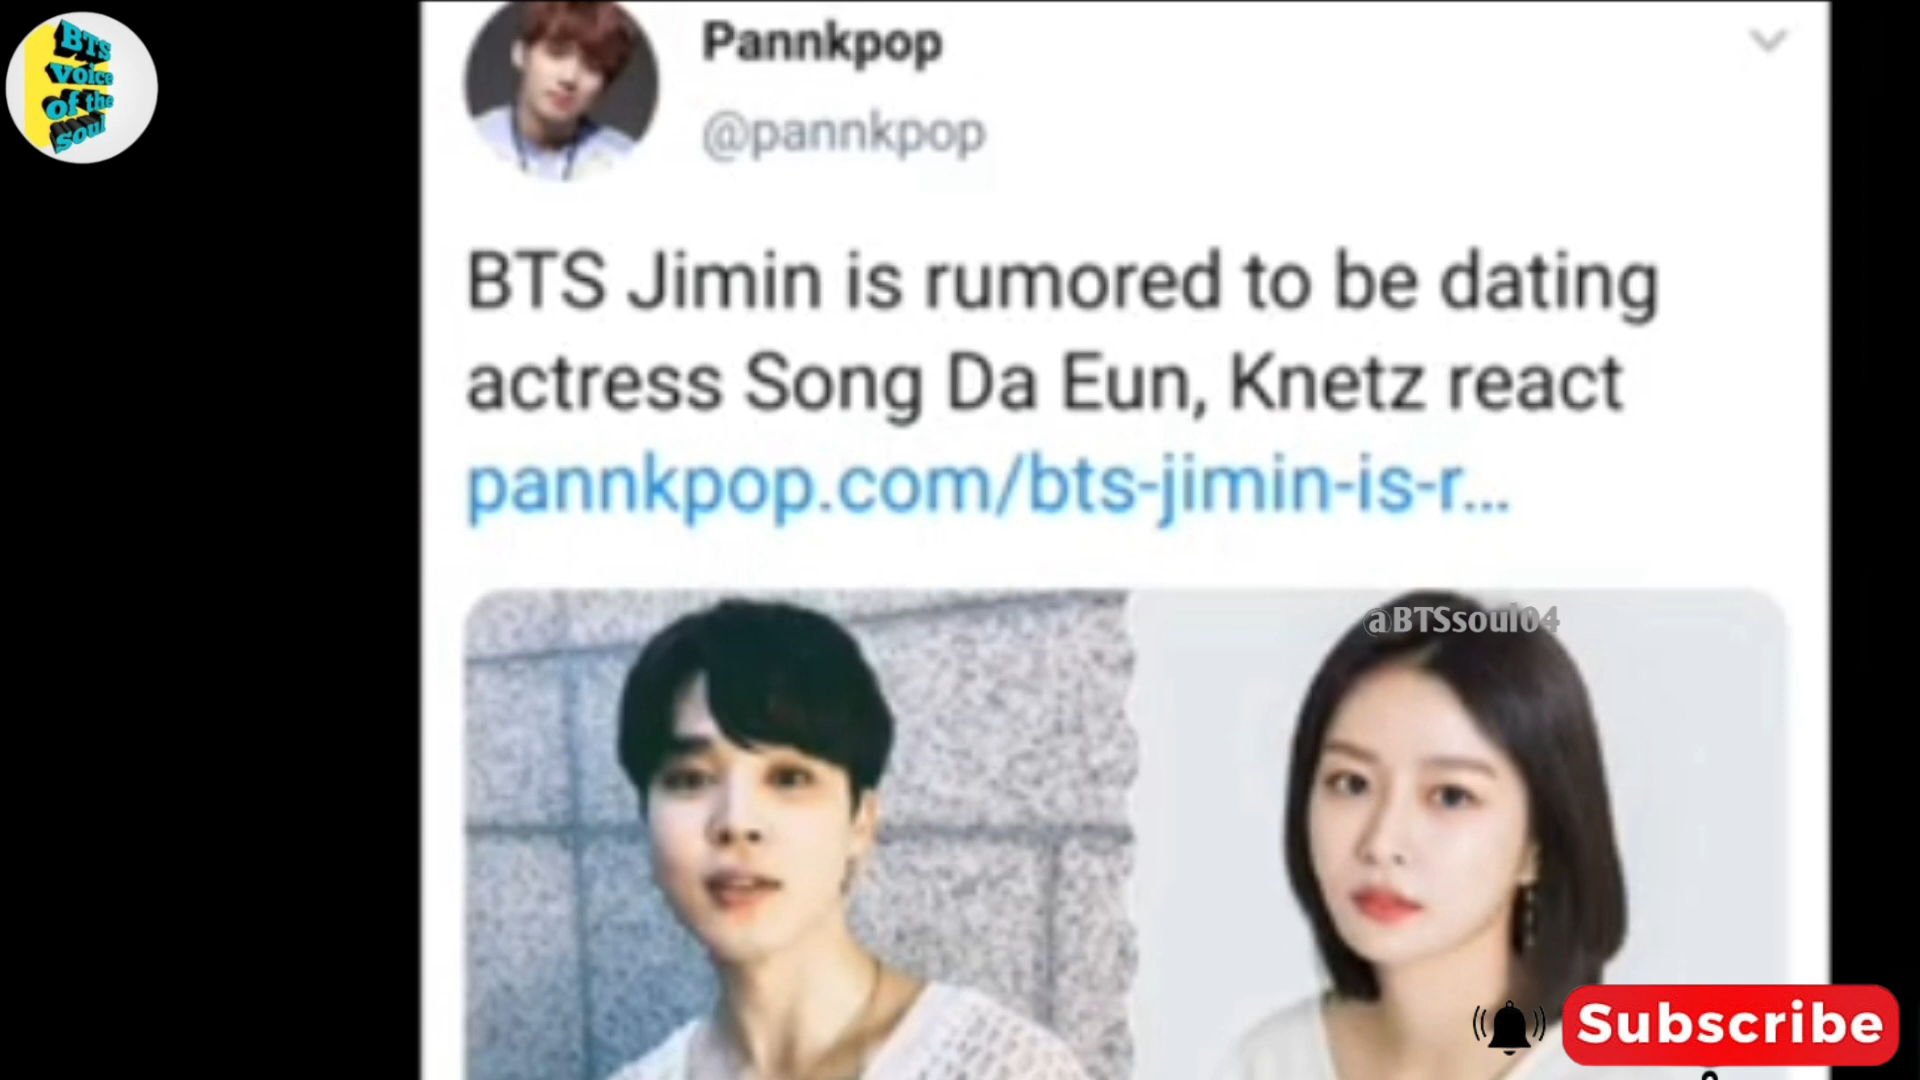 BTS
Voice
of the
soul
Pannkpop
@pannkpop
BTS Jimin is rumored to be dating
actress Song Da Eun, Knetz react
pannkpop.com/bts-jimin-is-r...
@BTSsoul04
Subscribe